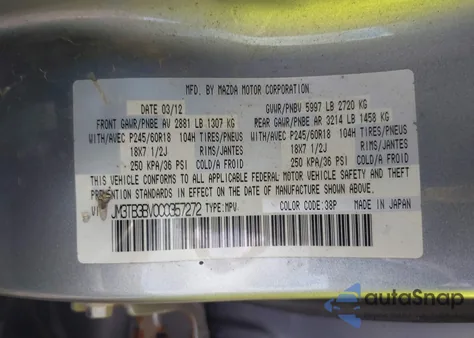 MFD. BY MAZDA MOTOR CORPORATION
DATE 03/12 GVWR/PNBV 5997 LB 2720 KG
FRONT GAWR/PNBE AV 2881 LB 1307 KG REAR GAWR/PNBE AR 3214 LB 1458 KG
WITH/AVEC P245/60R18 104H TIRES/PNEUS WITH/AVEC P245/60R18 104H TIRES/PNEUS
18X7 1/2J RIMS/JANTES 18X7 1/2J RIMS/JANTES
250 KPA/36 PSI COLD/A FROID 250 KPA/36 PSI COLD/A FROID
THIS VEHICLE CONFORMS TO ALL APPLICABLE FEDERAL MOTOR VEHICLE SAFETY AND THEFT
PREVENTION STANDARDS IN EFFECT ON THE DATE OF MANUFACTURE SHOWN ABOVE.
JM3TB3BV0C0357272 TYPE: MPV COLOR CODE: 38P MADE IN JAPAN
autoSnap